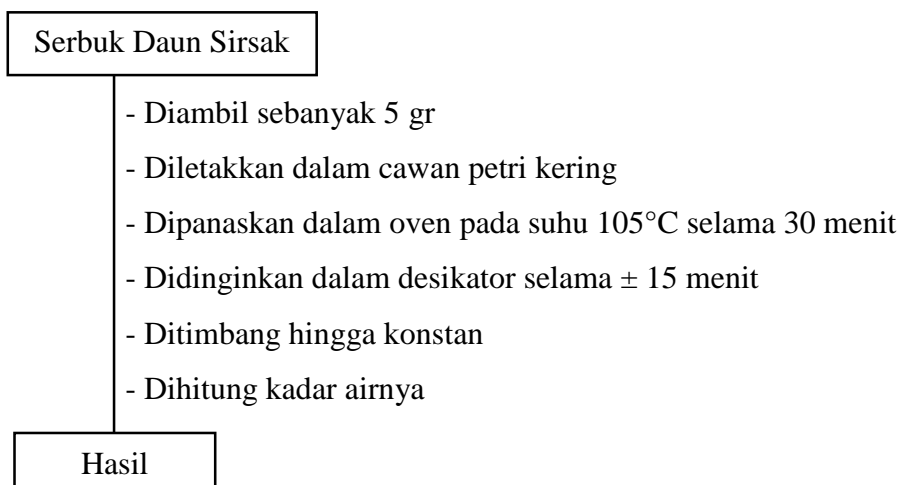 Serbuk Daun Sirsak
- Diambil sebanyak 5 gr
- Diletakkan dalam cawan petri kering
- Dipanaskan dalam oven pada suhu 105°C selama 30 menit
- Didinginkan dalam desikator selama ± 15 menit
- Ditimbang hingga konstan
- Dihitung kadar airnya
Hasil